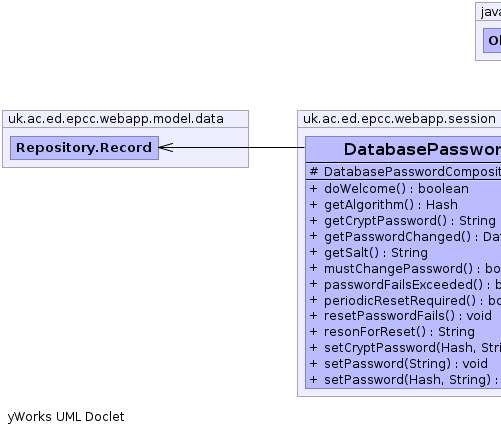 java
uk.ac.ed.epcc.webapp.model.data
Repository.Record
uk.ac.ed.epcc.webapp.session
DatabasePasswor
# DatabasePasswordComposit
+ doWelcome() : boolean
+ getAlgorithm() : Hash
+ getCryptPassword() : String
+ getPasswordChanged() : Da
+ getSalt() : String
+ mustChangePassword() : bo
+ passwordFailsExceeded() : b
+ periodicResetRequired() : bo
+ resetPasswordFails() : void
+ resonForReset() : String
+ setCryptPassword(Hash, Stri
+ setPassword(String) : void
+ setPassword(Hash, String) :
yWorks UML Doclet